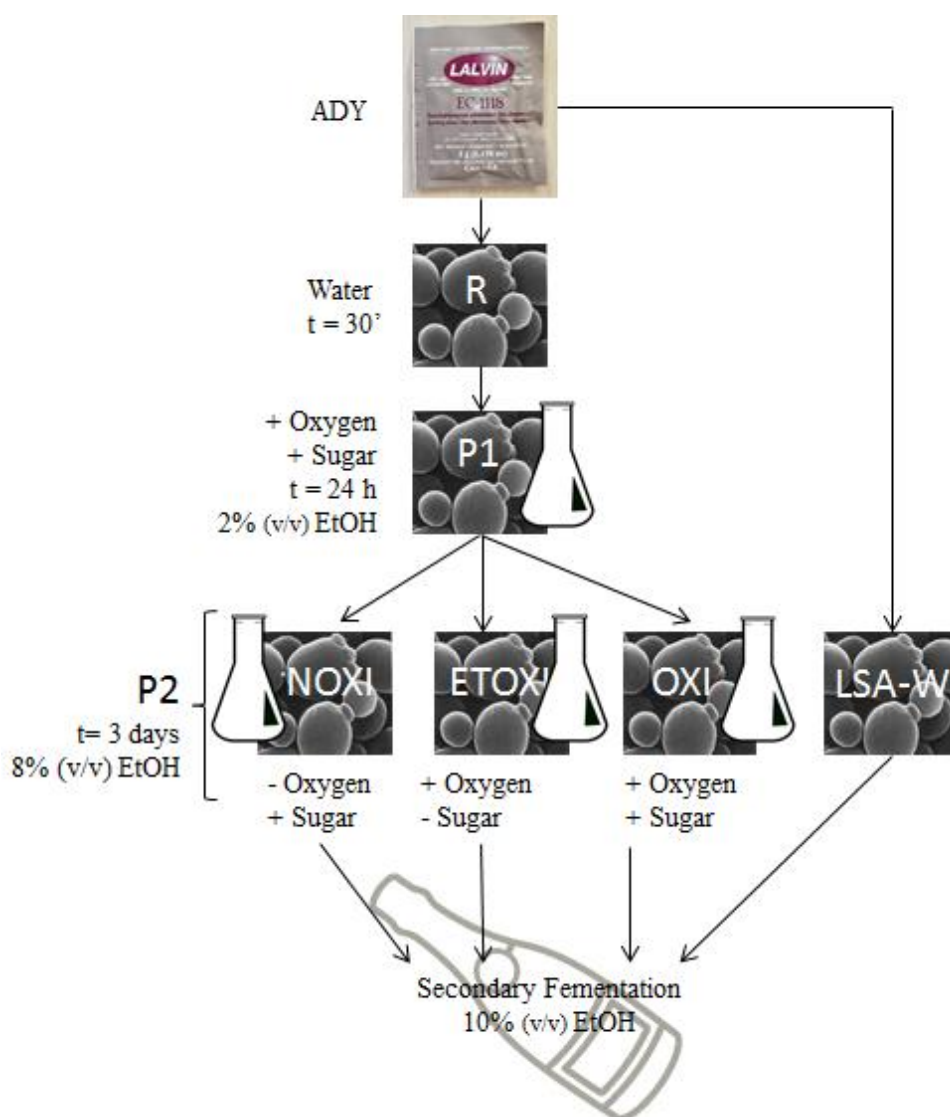 LALVIN
EC-1118
ADY
R
Water
t = 30’
P1
+ Oxygen
+ Sugar
t = 24 h
2% (v/v) EtOH
NOXI
ETOXI
OXI
LSA-W
P2
t= 3 days
8% (v/v) EtOH
- Oxygen
+ Sugar
+ Oxygen
- Sugar
+ Oxygen
+ Sugar
Secondary Fementation
10% (v/v) EtOH